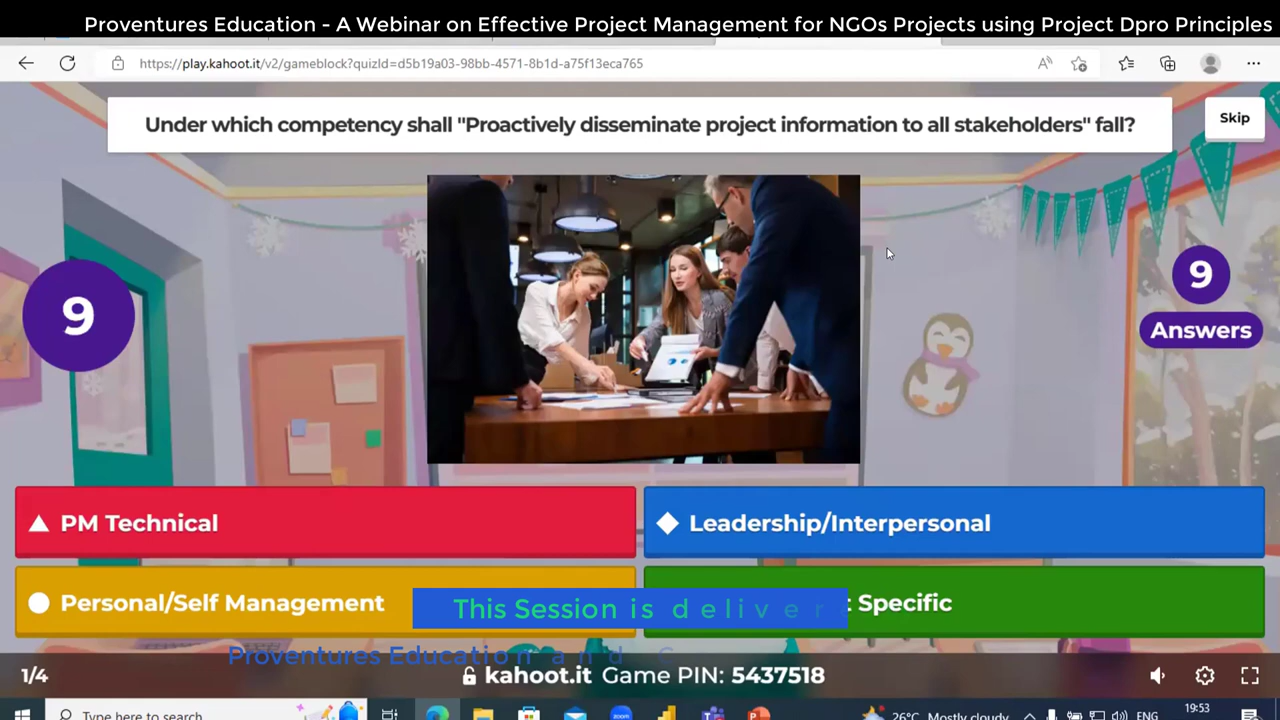 Proventures Education - A Webinar on Effective Project Management for NGOs Projects using Project Dpro Principles
https://play.kahoot.it/v2/gameblock?quizId=d5b19a03-98bb-4571-8b1d-a75f13eca765
Under which competency shall "Proactively disseminate project information to all stakeholders" fall?
Skip
9
9
Answers
PM Technical
Leadership/Interpersonal
Personal/Self Management
Specific
This Session is deliver
Proventures Education and
1/4
kahoot.it Game PIN: 5437518
Type here to search
26°C Mostly cloudy
ENG
19:53